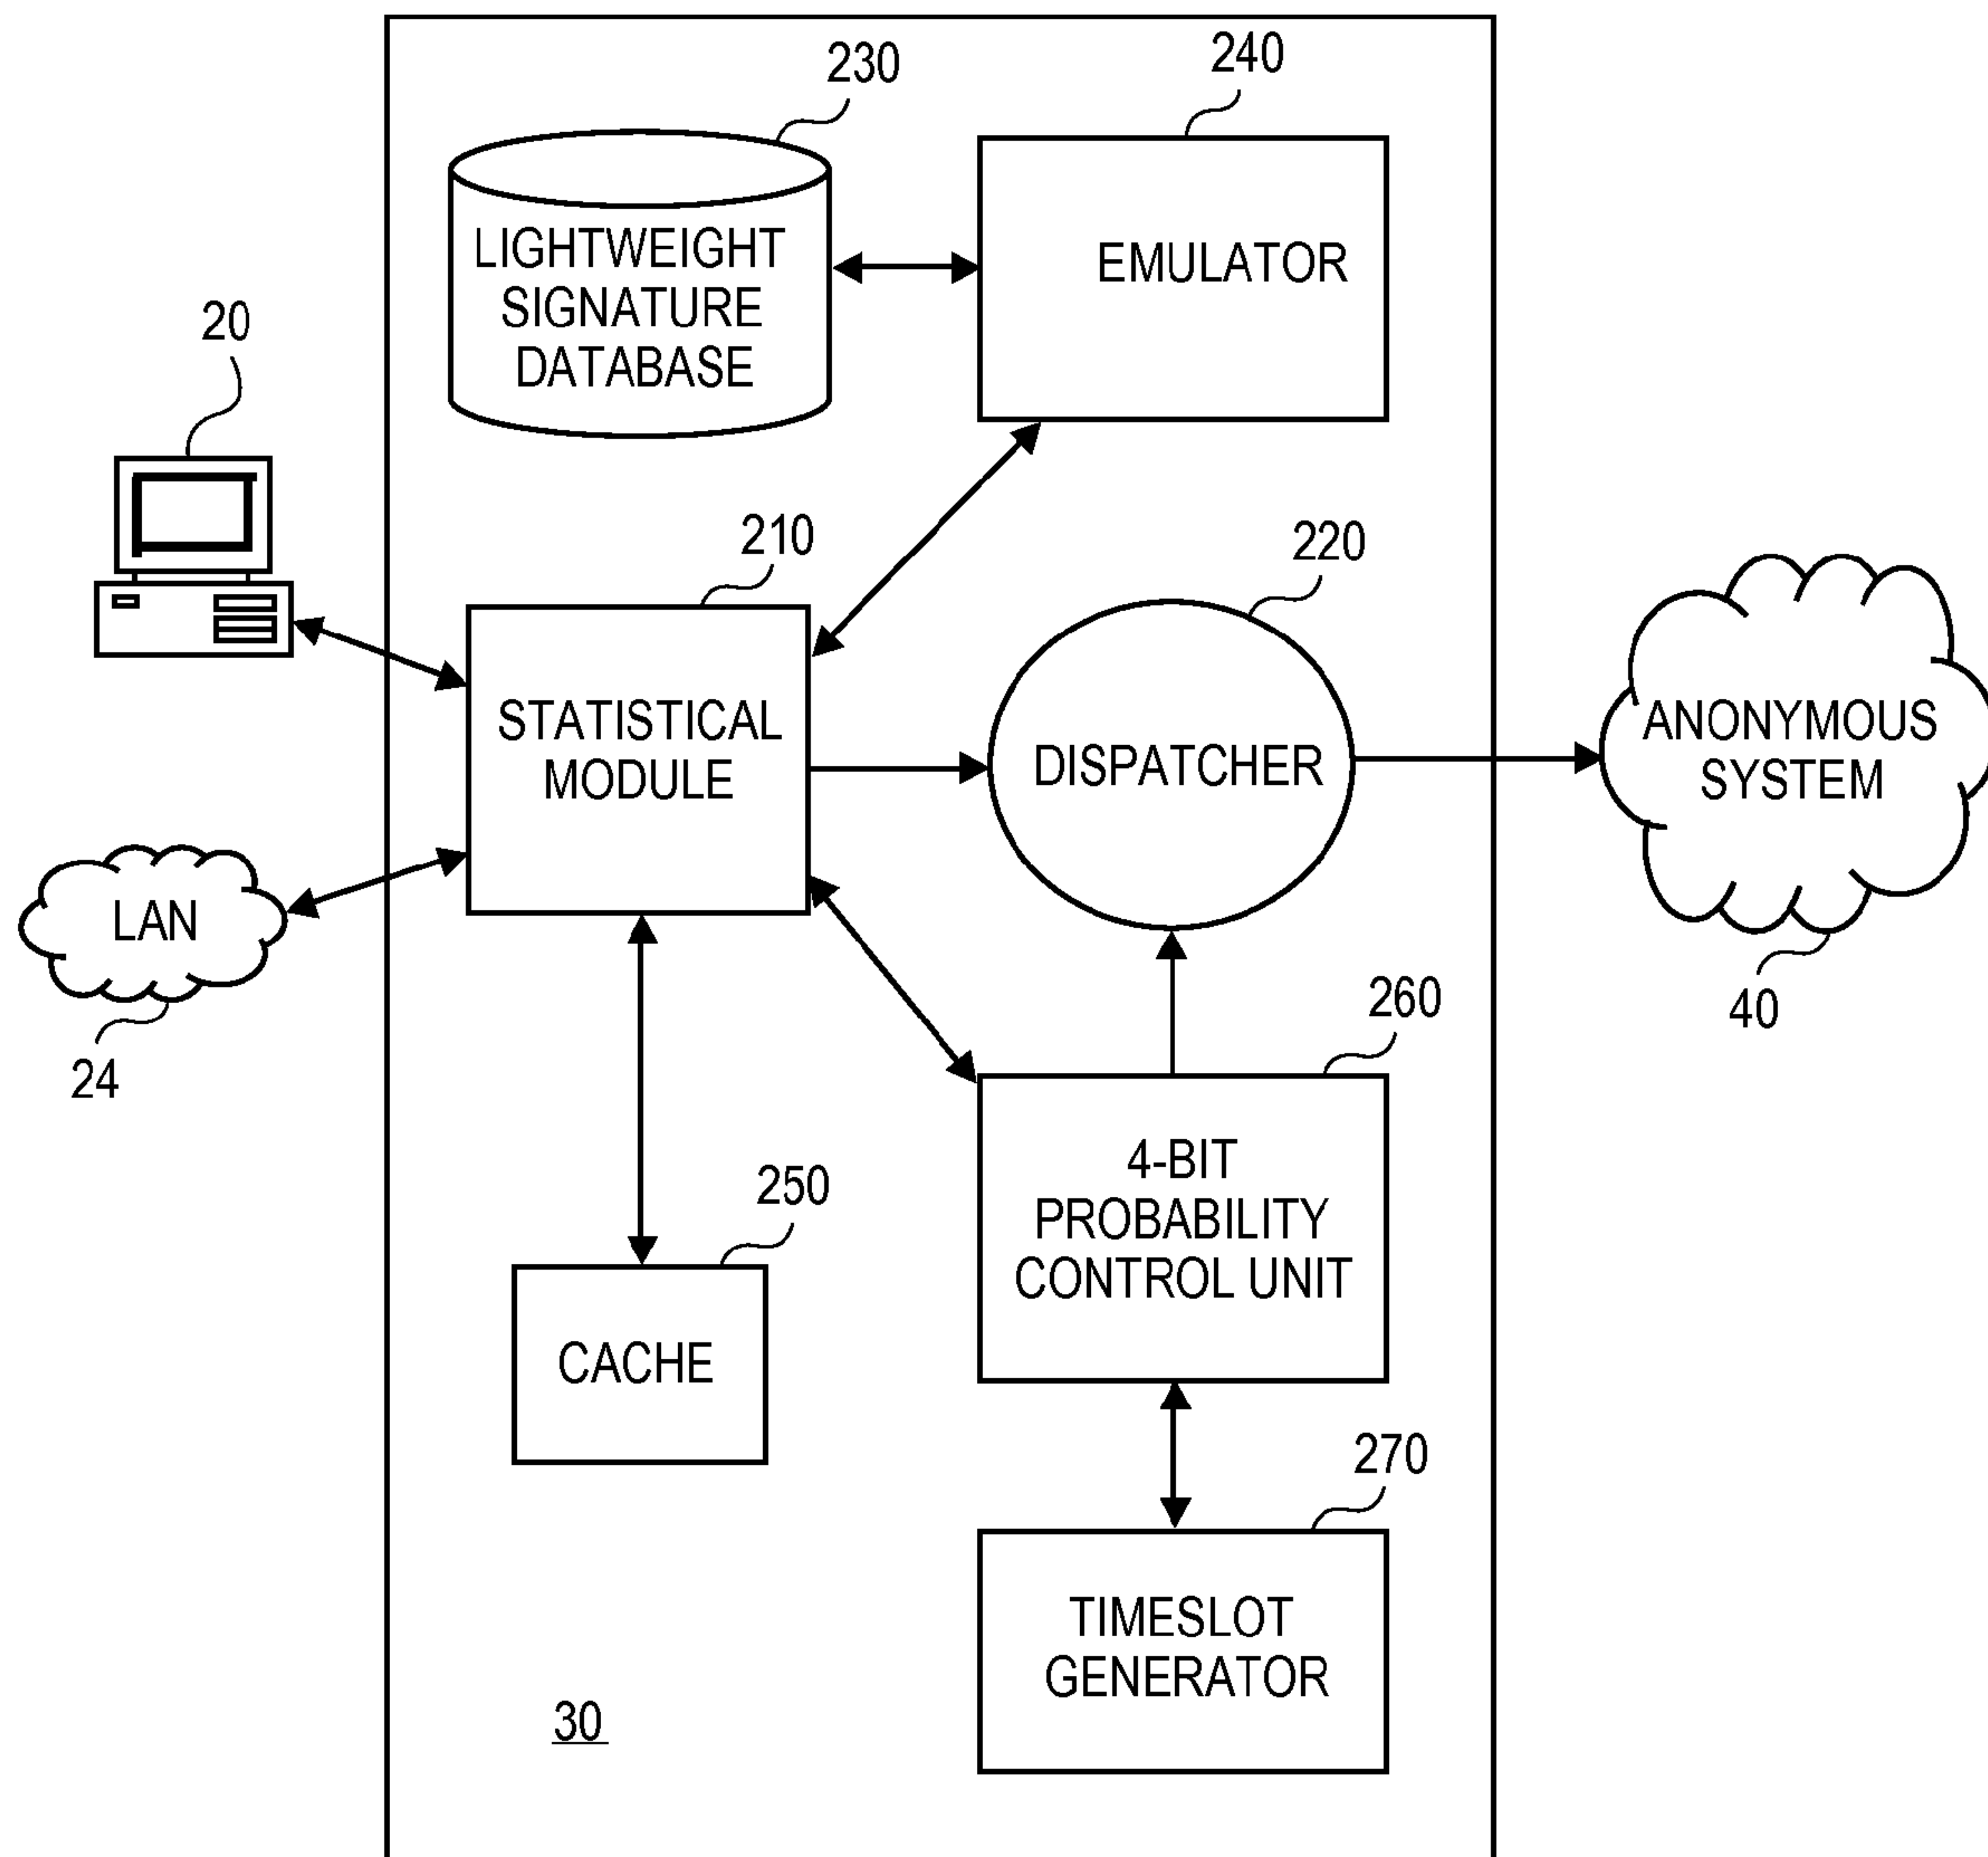 230
240
LIGHTWEIGHT
SIGNATURE
DATABASE
EMULATOR
20
210
220
STATISTICAL
MODULE
DISPATCHER
ANONYMOUS
SYSTEM
LAN
24
260
40
4-BIT
PROBABILITY
CONTROL UNIT
250
CACHE
270
TIMESLOT
GENERATOR
30